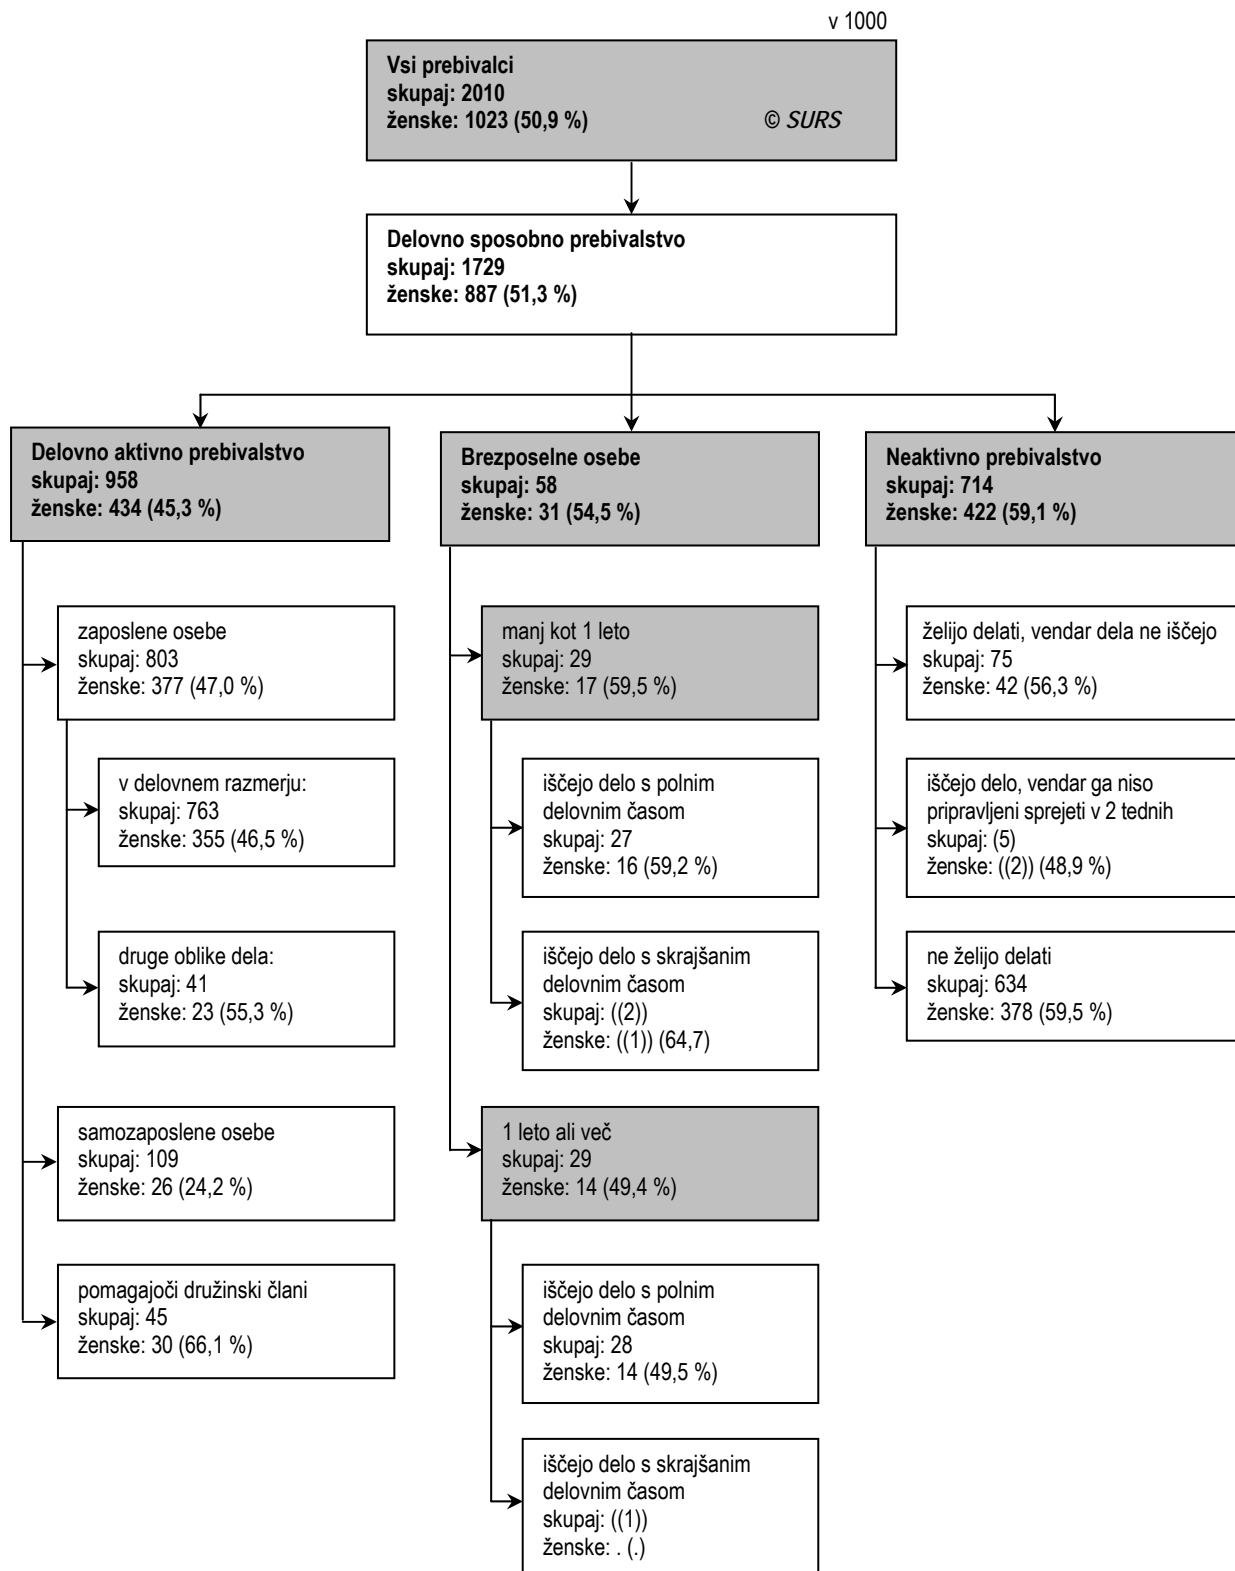 v 1000
Vsi prebivalci
skupaj: 2010
ženske: 1023 (50,9 %)
© SURS
Delovno sposobno prebivalstvo
skupaj: 1729
ženske: 887 (51,3 %)
Delovno aktivno prebivalstvo
skupaj: 958
ženske: 434 (45,3 %)
zaposlene osebe
skupaj: 803
ženske: 377 (47,0 %)
v delovnem razmerju:
skupaj: 763
ženske: 355 (46,5 %)
druge oblike dela:
skupaj: 41
ženske: 23 (55,3 %)
samozaposlene osebe
skupaj: 109
ženske: 26 (24,2 %)
pomagajoči družinski člani
skupaj: 45
ženske: 30 (66,1 %)
Brezposelne osebe
skupaj: 58
ženske: 31 (54,5 %)
manj kot 1 leto
skupaj: 29
ženske: 17 (59,5 %)
iščejo delo s polnim
delovnim časom
skupaj: 27
ženske: 16 (59,2 %)
iščejo delo s skrajšanim
delovnim časom
skupaj: ((2))
ženske: ((1)) (64,7)
1 leto ali več
skupaj: 29
ženske: 14 (49,4 %)
iščejo delo s polnim
delovnim časom
skupaj: 28
ženske: 14 (49,5 %)
iščejo delo s skrajšanim
delovnim časom
skupaj: ((1))
ženske: . (.)
Neaktivno prebivalstvo
skupaj: 714
ženske: 422 (59,1 %)
želijo delati, vendar dela ne iščejo
skupaj: 75
ženske: 42 (56,3 %)
iščejo delo, vendar ga niso
pripravljeni sprejeti v 2 tednih
skupaj: (5)
ženske: ((2)) (48,9 %)
ne želijo delati
skupaj: 634
ženske: 378 (59,5 %)